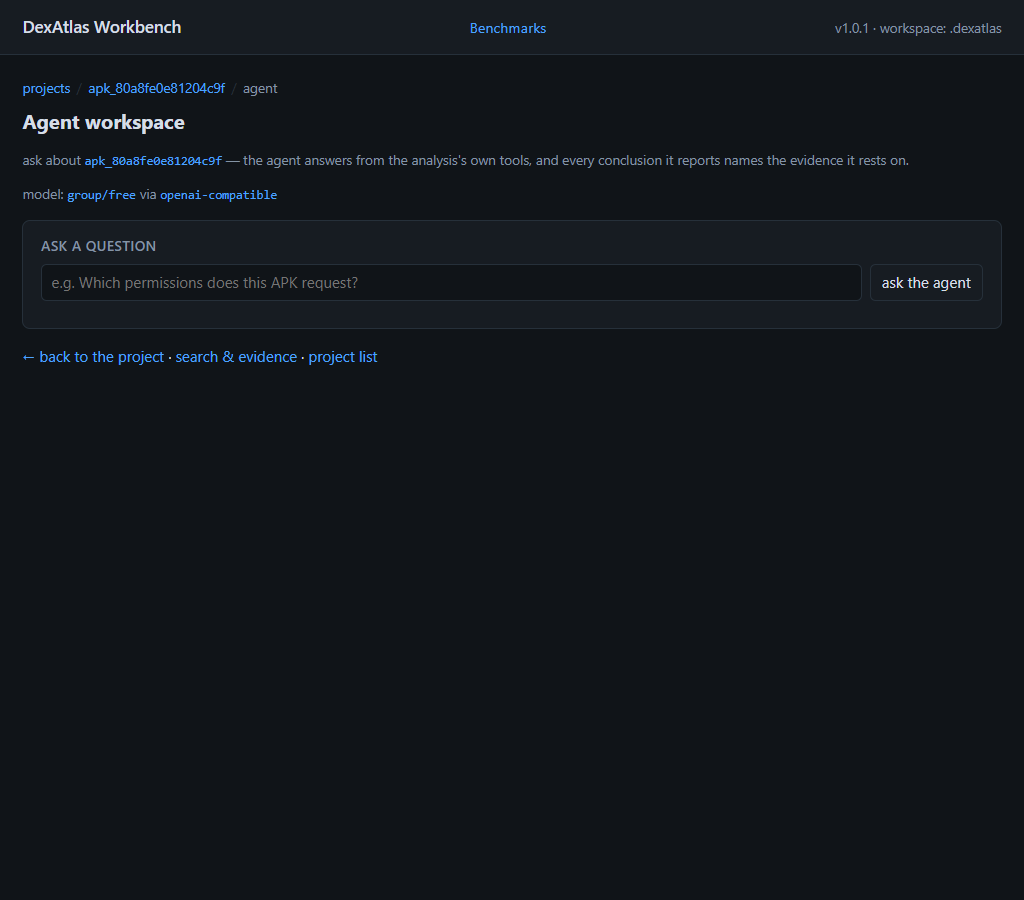 DexAtlas Workbench
Benchmarks
v1.0.1 · workspace: .dexatlas
projects / apk_80a8fe0e81204c9f / agent
Agent workspace
ask about apk_80a8fe0e81204c9f — the agent answers from the analysis's own tools, and every conclusion it reports names the evidence it rests on.
model: group/free via openai-compatible
ASK A QUESTION
e.g. Which permissions does this APK request?
ask the agent
← back to the project · search & evidence · project list